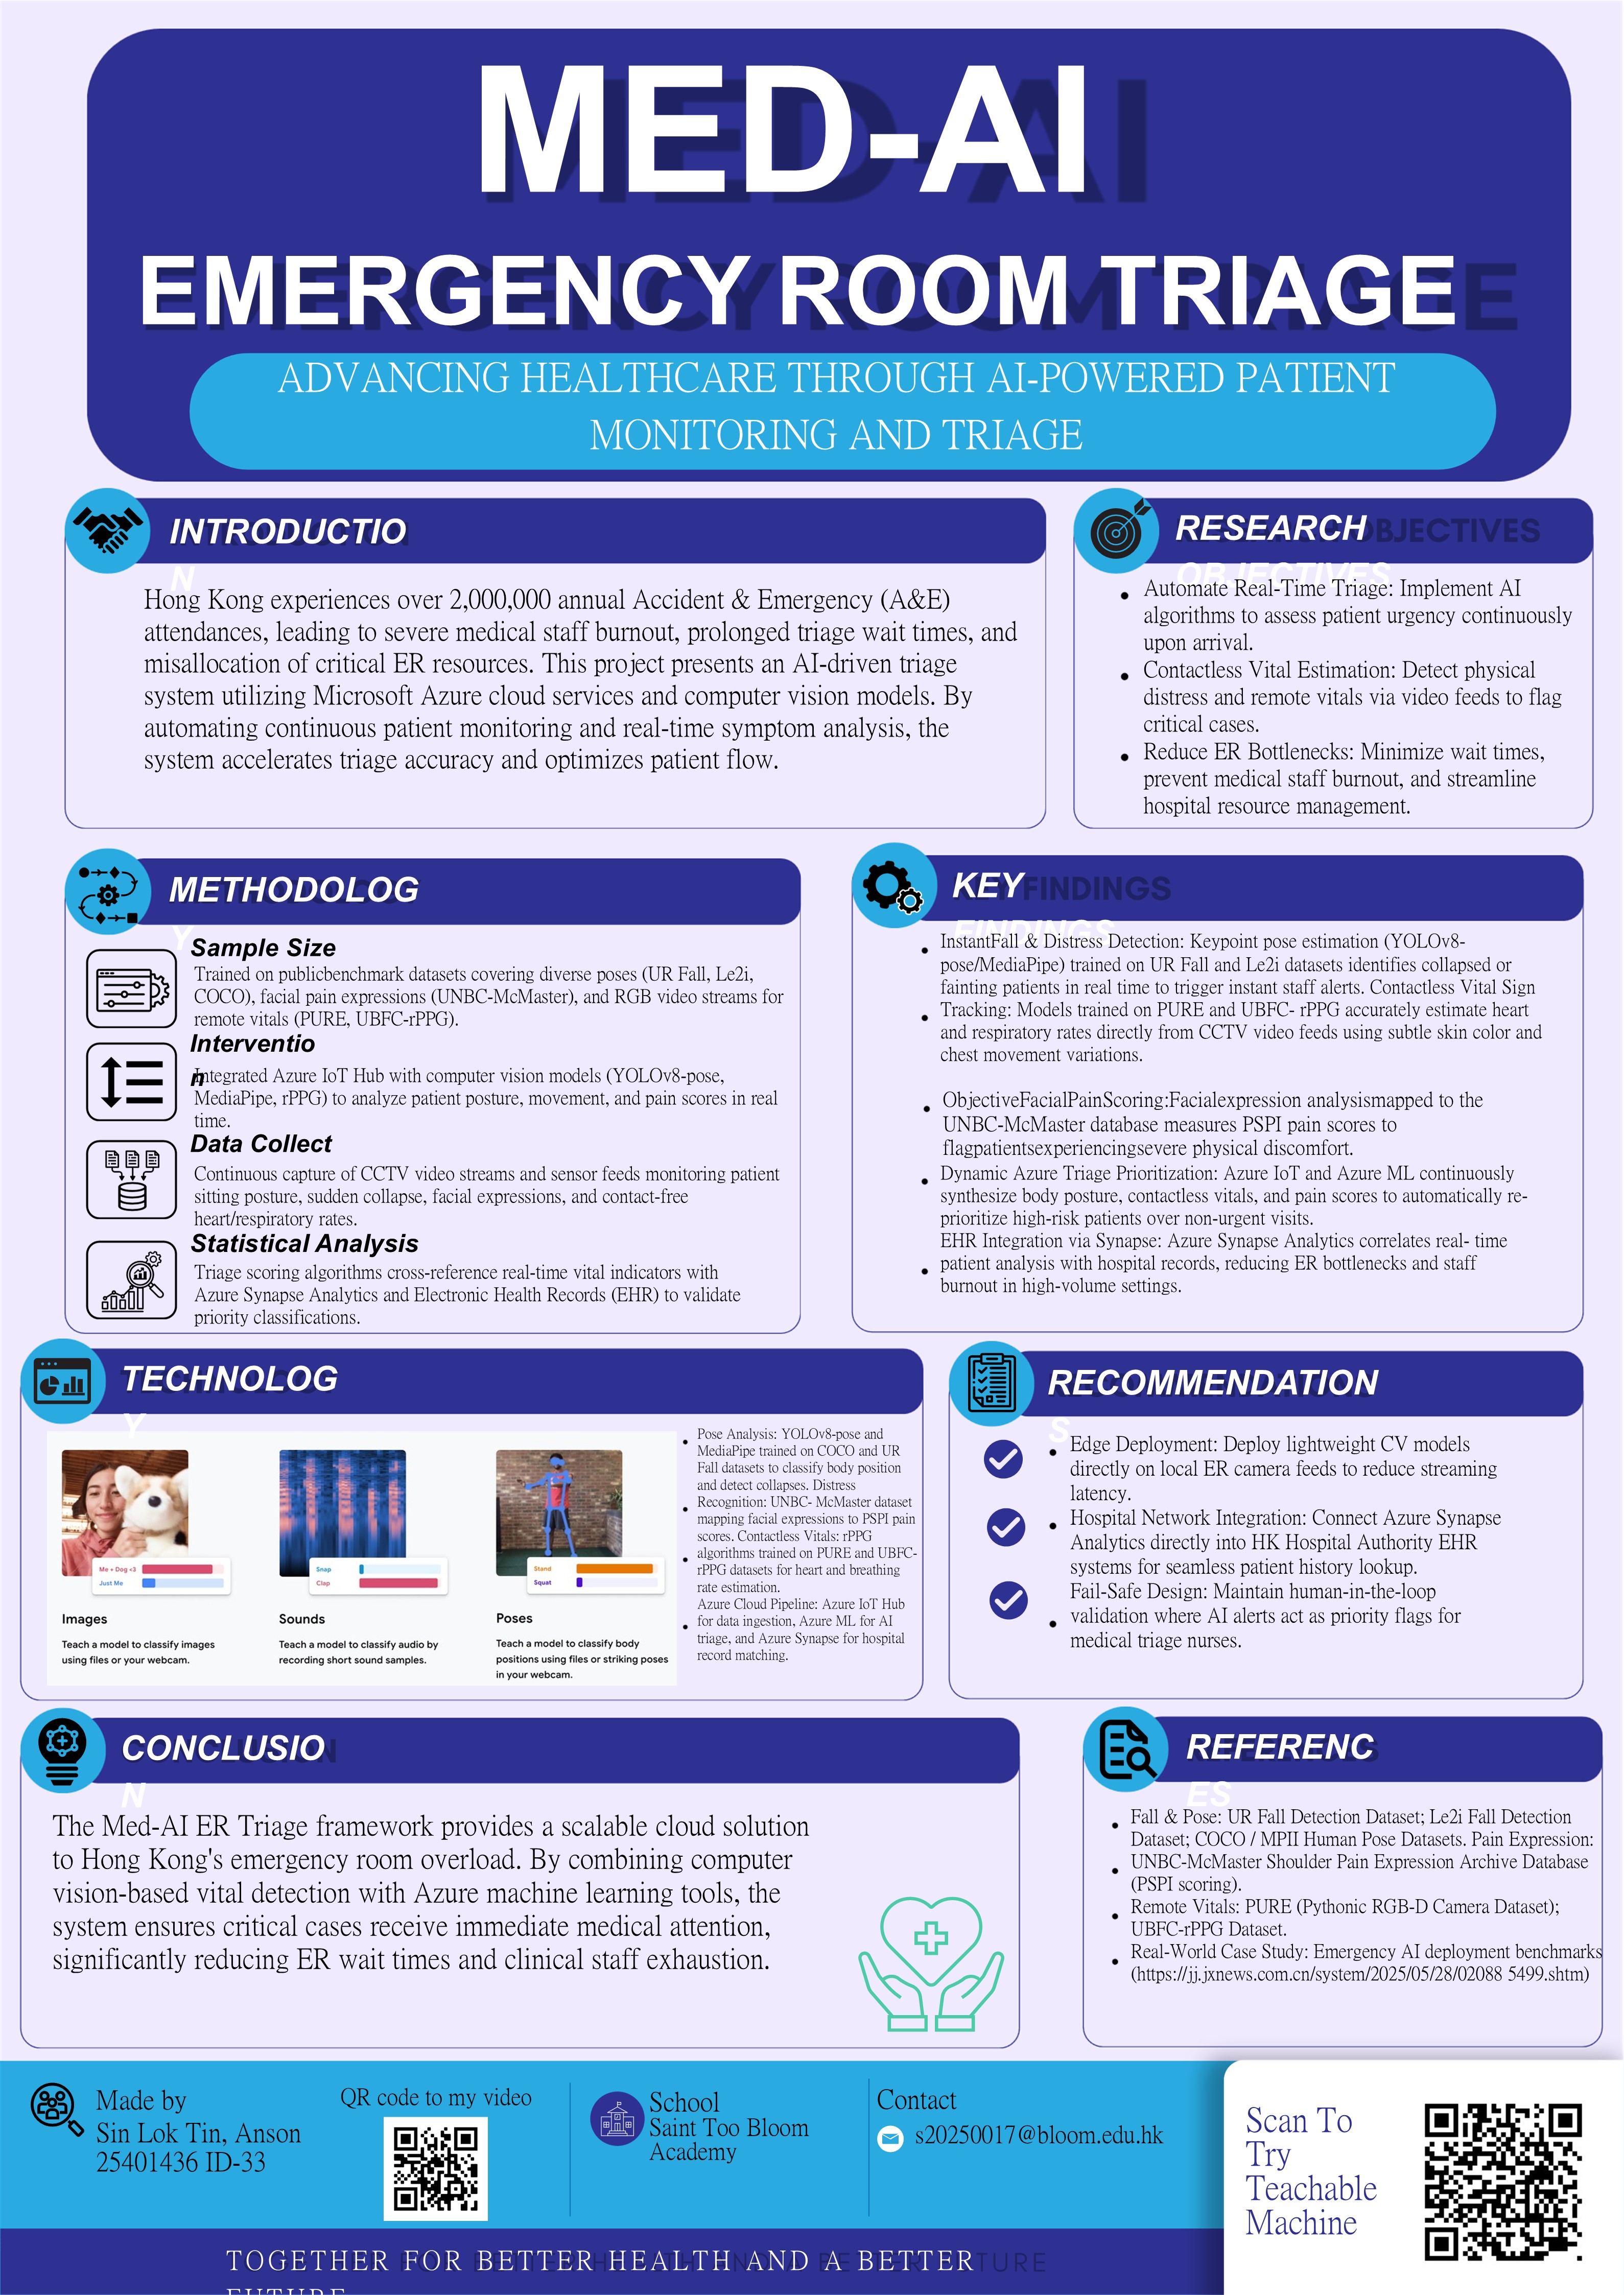 MED-AI
EMERGENCY ROOM TRIAGE
ADVANCING HEALTHCARE THROUGH AI-POWERED PATIENT
MONITORING AND TRIAGE
INTRODUCTIO
N
Hong Kong experiences over 2,000,000 annual Accident & Emergency (A&E)
attendances, leading to severe medical staff burnout, prolonged triage wait times, and
misallocation of critical ER resources. This project presents an AI-driven triage
system utilizing Microsoft Azure cloud services and computer vision models. By
automating continuous patient monitoring and real-time symptom analysis, the
system accelerates triage accuracy and optimizes patient flow.
RESEARCH
OBJECTIVES
• Automate Real-Time Triage: Implement AI
algorithms to assess patient urgency continuously
upon arrival.
• Contactless Vital Estimation: Detect physical
distress and remote vitals via video feeds to flag
critical cases.
• Reduce ER Bottlenecks: Minimize wait times,
prevent medical staff burnout, and streamline
hospital resource management.
METHODOLOG
Y
Sample Size
Trained on publicbenchmark datasets covering diverse poses (UR Fall, Le2i,
COCO), facial pain expressions (UNBC-McMaster), and RGB video streams for
remote vitals (PURE, UBFC-rPPG).
Interventio
n
Integrated Azure IoT Hub with computer vision models (YOLOv8-pose,
MediaPipe, rPPG) to analyze patient posture, movement, and pain scores in real
time.
Data Collect
Continuous capture of CCTV video streams and sensor feeds monitoring patient
sitting posture, sudden collapse, facial expressions, and contact-free
heart/respiratory rates.
Statistical Analysis
Triage scoring algorithms cross-reference real-time vital indicators with
Azure Synapse Analytics and Electronic Health Records (EHR) to validate
priority classifications.
KEY
FINDINGS
• InstantFall & Distress Detection: Keypoint pose estimation (YOLOv8-
pose/MediaPipe) trained on UR Fall and Le2i datasets identifies collapsed or
fainting patients in real time to trigger instant staff alerts. Contactless Vital Sign
• Tracking: Models trained on PURE and UBFC- rPPG accurately estimate heart
and respiratory rates directly from CCTV video feeds using subtle skin color and
chest movement variations.
• ObjectiveFacialPainScoring:Facialexpression analysismapped to the
UNBC-McMaster database measures PSPI pain scores to
flagpatientsexperiencingsevere physical discomfort.
• Dynamic Azure Triage Prioritization: Azure IoT and Azure ML continuously
synthesize body posture, contactless vitals, and pain scores to automatically re-
prioritize high-risk patients over non-urgent visits.
EHR Integration via Synapse: Azure Synapse Analytics correlates real- time
• patient analysis with hospital records, reducing ER bottlenecks and staff
burnout in high-volume settings.
TECHNOLOG
Y
Me + Dog <3
Just Me
Images
Teach a model to classify images
using files or your webcam.
Snap
Clap
Sounds
Teach a model to classify audio by
recording short sound samples.
Stand
Squat
Poses
Teach a model to classify body
positions using files or striking poses
in your webcam.
• Pose Analysis: YOLOv8-pose and
MediaPipe trained on COCO and UR
Fall datasets to classify body position
and detect collapses. Distress
• Recognition: UNBC- McMaster dataset
mapping facial expressions to PSPI pain
scores. Contactless Vitals: rPPG
• algorithms trained on PURE and UBFC-
rPPG datasets for heart and breathing
rate estimation.
Azure Cloud Pipeline: Azure IoT Hub
• for data ingestion, Azure ML for AI
triage, and Azure Synapse for hospital
record matching.
RECOMMENDATION
S
• Edge Deployment: Deploy lightweight CV models
directly on local ER camera feeds to reduce streaming
latency.
• Hospital Network Integration: Connect Azure Synapse
Analytics directly into HK Hospital Authority EHR
systems for seamless patient history lookup.
Fail-Safe Design: Maintain human-in-the-loop
• validation where AI alerts act as priority flags for
medical triage nurses.
CONCLUSIO
N
The Med-AI ER Triage framework provides a scalable cloud solution
to Hong Kong's emergency room overload. By combining computer
vision-based vital detection with Azure machine learning tools, the
system ensures critical cases receive immediate medical attention,
significantly reducing ER wait times and clinical staff exhaustion.
REFERENC
ES
• Fall & Pose: UR Fall Detection Dataset; Le2i Fall Detection
Dataset; COCO / MPII Human Pose Datasets. Pain Expression:
• UNBC-McMaster Shoulder Pain Expression Archive Database
(PSPI scoring).
• Remote Vitals: PURE (Pythonic RGB-D Camera Dataset);
UBFC-rPPG Dataset.
• Real-World Case Study: Emergency AI deployment benchmarks
(https://jj.jxnews.com.cn/system/2025/05/28/02088 5499.shtm)
Made by
Sin Lok Tin, Anson
25401436 ID-33
QR code to my video
School
Saint Too Bloom
Academy
Contact
s20250017@bloom.edu.hk
Scan To
Try
Teachable
Machine
TOGETHER FOR BETTER HEALTH AND A BETTER
FUTURE